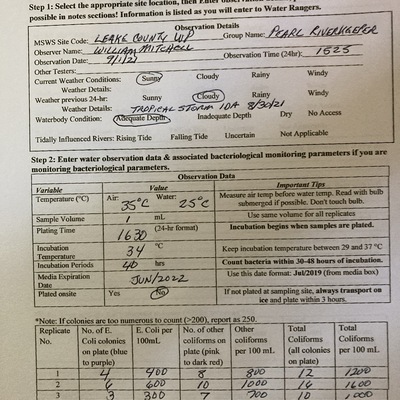 Step 1: Select the appropriate site location, then Enter observation
possible in notes sections! Information is listed as you will enter to Water Rangers.
Observation Details
MSWS Site Code: LEAKE COUNTY WP Group Name: PEARL RIVERKEEPER
Observer Name: WILLIAM MITCHELL
Observation Date: 9/1/21 Observation Time (24hr): 1525
Other Testers:
Current Weather Conditions: Sunny Cloudy Rainy Windy
Weather Details:
Weather previous 24-hr: Sunny Cloudy Rainy Windy
Weather Details: TROPICAL STORM IDA 8/30/21
Waterbody Condition: Adequate Depth Inadequate Depth Dry No Access
Tidally Influenced Rivers: Rising Tide Falling Tide Uncertain Not Applicable
Step 2: Enter water observation data & associated bacteriological monitoring parameters if you are
monitoring bacteriological parameters.
Observation Data
Variable Value Important Tips
Temperature (°C) Air: 35°C Water: 25°C Measure air temp before water temp. Read with bulb
submerged if possible. Don't touch bulb.
Sample Volume 1 mL Use same volume for all replicates
Plating Time 1630 (24-hr format) Incubation begins when samples are plated.
Incubation
Temperature 34 °C Keep incubation temperature between 29 and 37 °C
Incubation Periods 40 hrs Count bacteria within 30-48 hours of incubation.
Media Expiration
Date JUN/2022 Use this date format: Jul/2019 (from media box)
Plated onsite Yes No If not plated at sampling site, always transport on
ice and plate within 3 hours.
*Note: If colonies are too numerous to count (>200), report as 250.
Replicate No. No. of E. Coli colonies on plate (blue to purple) E. Coli per 100mL No. of other coliforms on plate (pink to dark red) Other coliforms per 100 mL Total Coliforms (all colonies on plate) Total Coliforms per 100 mL
1 4 400 8 800 12 1200
2 6 600 10 1000 16 1600
3 3 300 7 700 10 1000